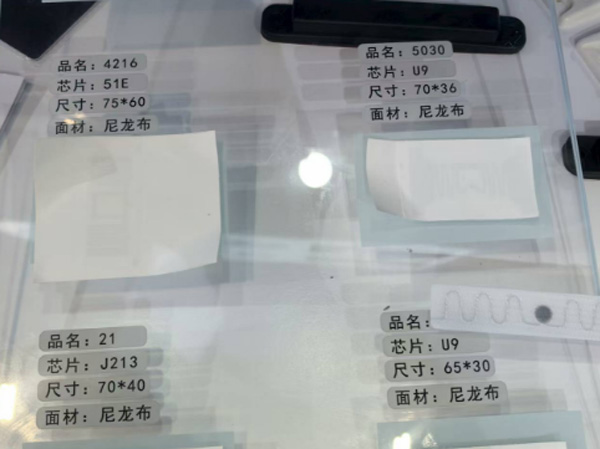 品名：4216
芯片：51E
尺寸：75*60
面材：尼龙布
品名：5030
芯片：U9
尺寸：70*36
面材：尼龙布
品名：21
芯片：J213
尺寸：70*40
面材：尼龙布
品名：
芯片：U9
尺寸：65*30
面材：尼龙布